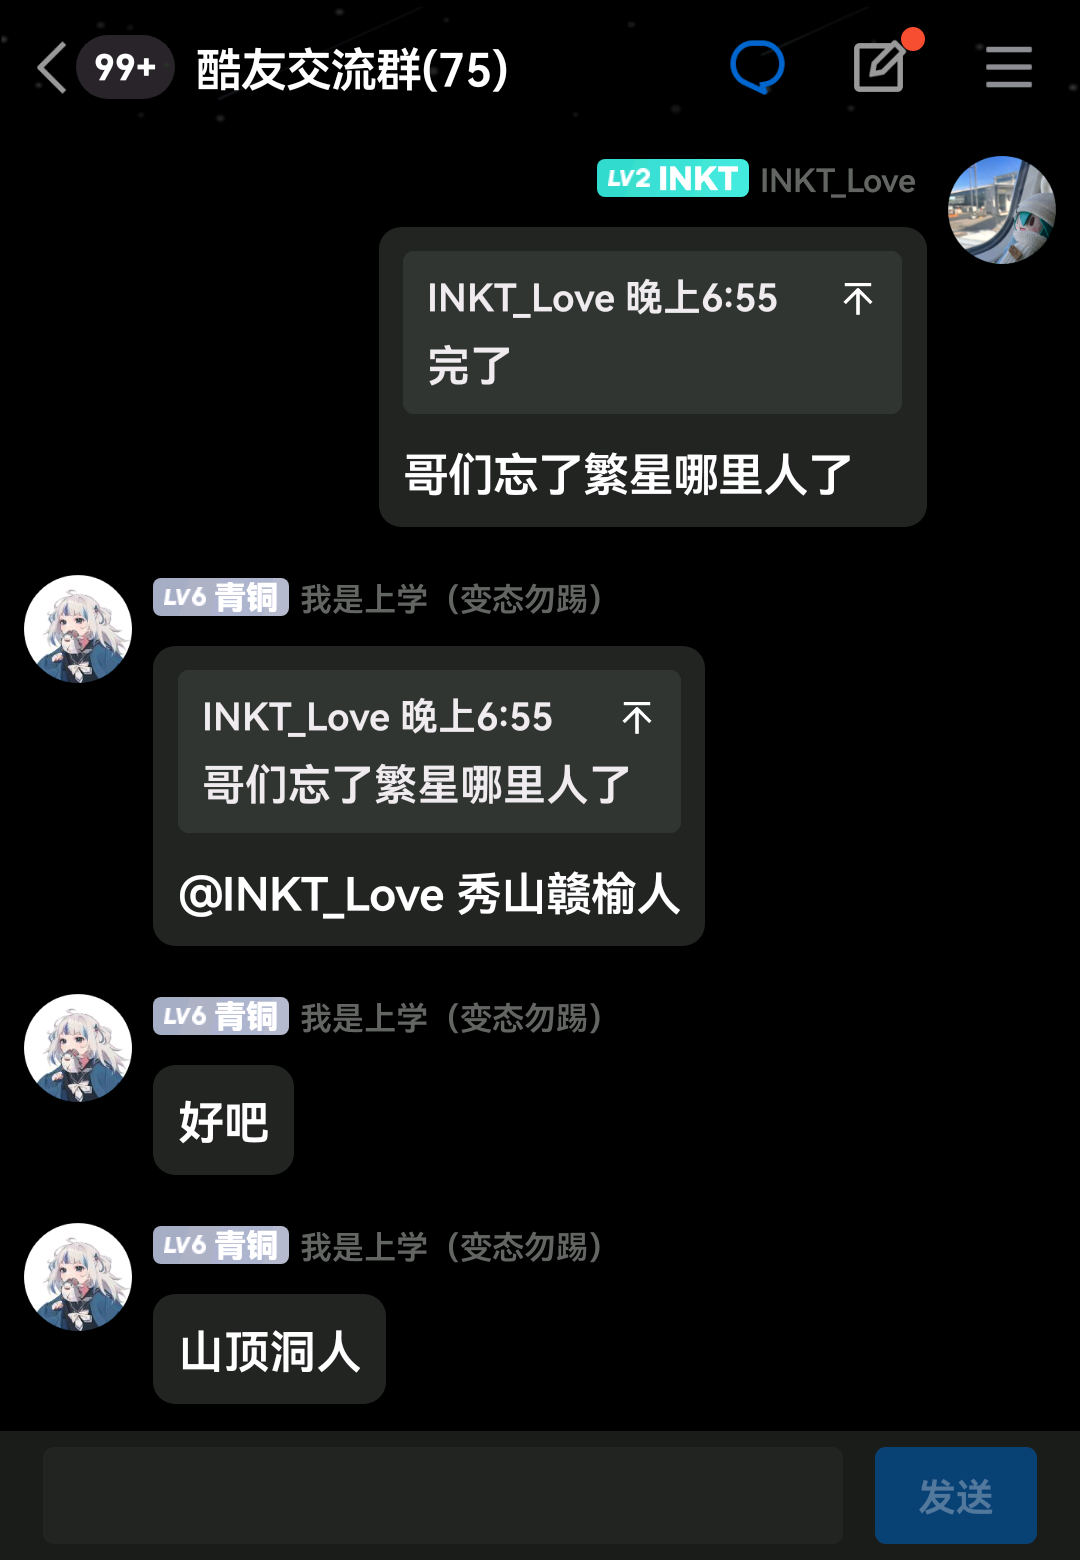 99+ 酷友交流群(75)
LV2 INKT INKT_Love
INKT_Love 晚上6:55
完了
哥们忘了繁星哪里人了
LV6 青铜 我是上学（变态勿踢）
INKT_Love 晚上6:55
哥们忘了繁星哪里人了
@INKT_Love 秀山赣榆人
LV6 青铜 我是上学（变态勿踢）
好吧
LV6 青铜 我是上学（变态勿踢）
山顶洞人
发送